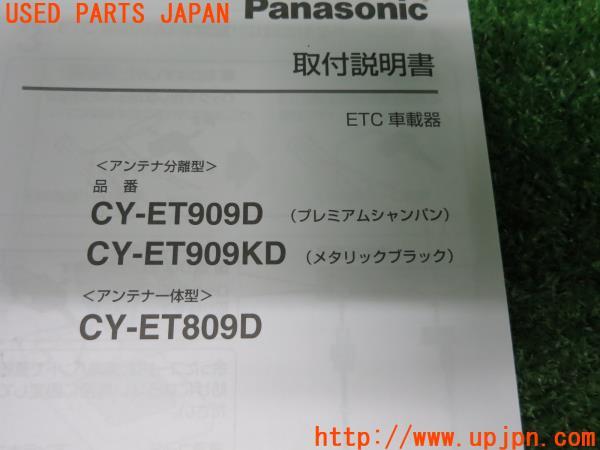 USED PARTS JAPAN
Panasonic
取付説明書
ETC 車載器
＜アンテナ分離型＞
品 番
CY-ET909D （プレミアムシャンパン）
CY-ET909KD （メタリックブラック）
＜アンテナ一体型＞
CY-ET809D
http://www.upjpn.com